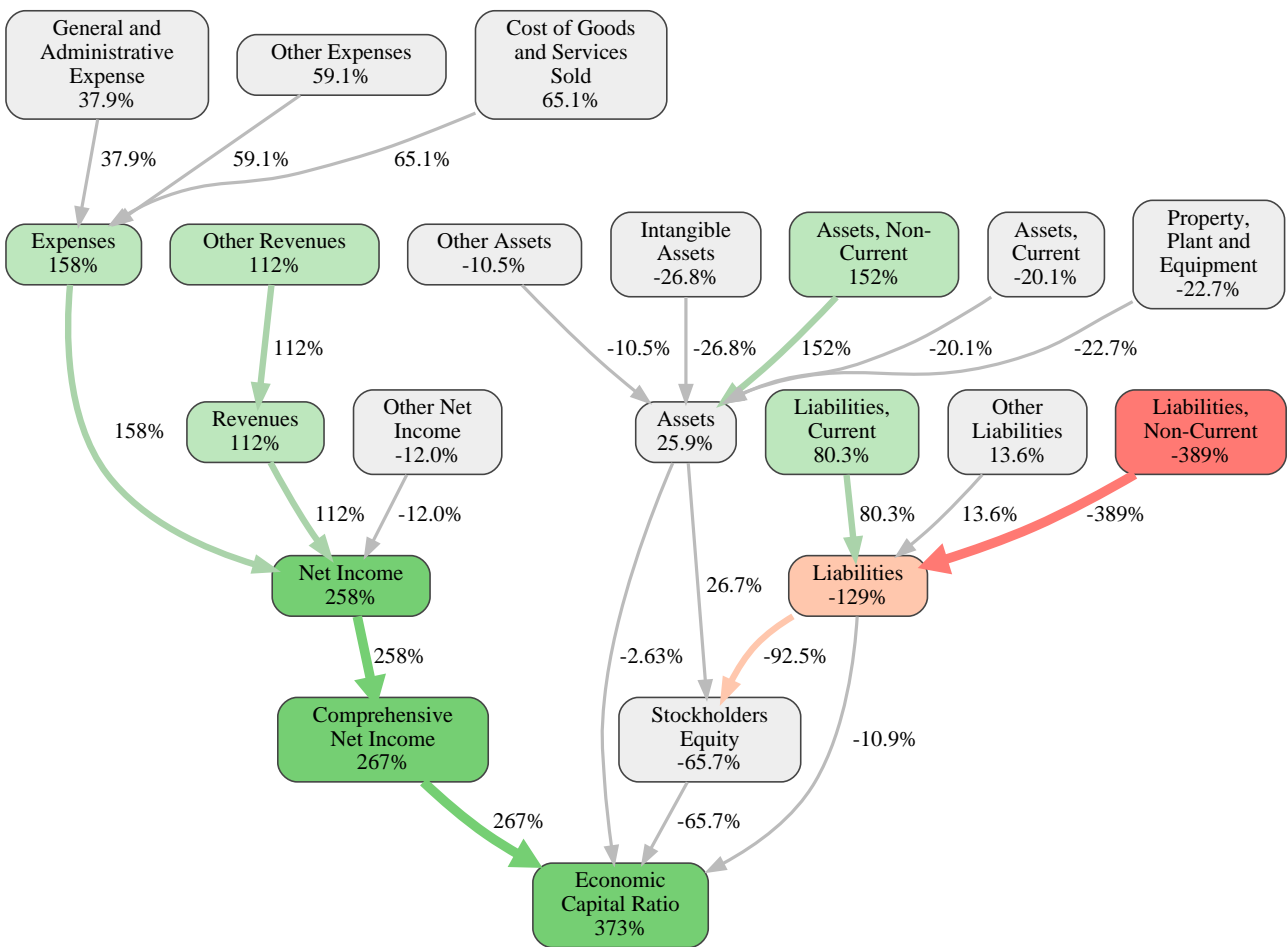 General and
Administrative
Expense
37.9%
Other Expenses
59.1%
Cost of Goods
and Services
Sold
65.1%
37.9%
59.1%
65.1%
Expenses
158%
Other Revenues
112%
Other Assets
-10.5%
Intangible
Assets
-26.8%
Assets, Non-
Current
152%
Assets,
Current
-20.1%
Property,
Plant and
Equipment
-22.7%
112%
-10.5%
-26.8%
152%
-20.1%
-22.7%
158%
Revenues
112%
Other Net
Income
-12.0%
Assets
25.9%
Liabilities,
Current
80.3%
Other
Liabilities
13.6%
Liabilities,
Non-Current
-389%
112%
-12.0%
80.3%
13.6%
-389%
Net Income
258%
26.7%
Liabilities
-129%
258%
-2.63%
-92.5%
-10.9%
Comprehensive
Net Income
267%
Stockholders
Equity
-65.7%
267%
-65.7%
Economic
Capital Ratio
373%